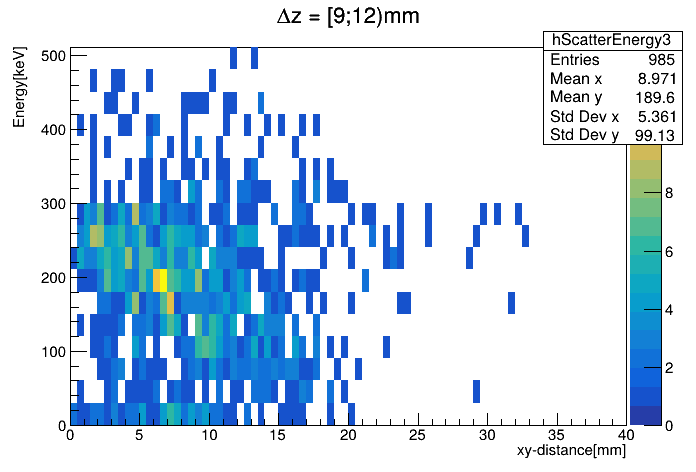 Δz = [9;12)mm
hScatterEnergy3
Entries 985
Mean x 8.971
Mean y 189.6
Std Dev x 5.361
Std Dev y 99.13
Energy[keV]
500
400
300
200
100
0
8
6
4
2
0
0 5 10 15 20 25 30 35 40
xy-distance[mm]